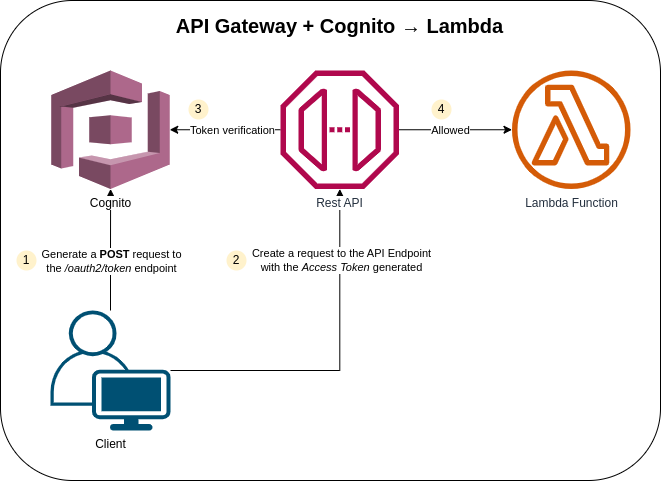 API Gateway + Cognito → Lambda
3
Token verification
4
Allowed
Cognito
Rest API
Lambda Function
1
Generate a POST request to
the /oauth2/token endpoint
2
Create a request to the API Endpoint
with the Access Token generated
Client